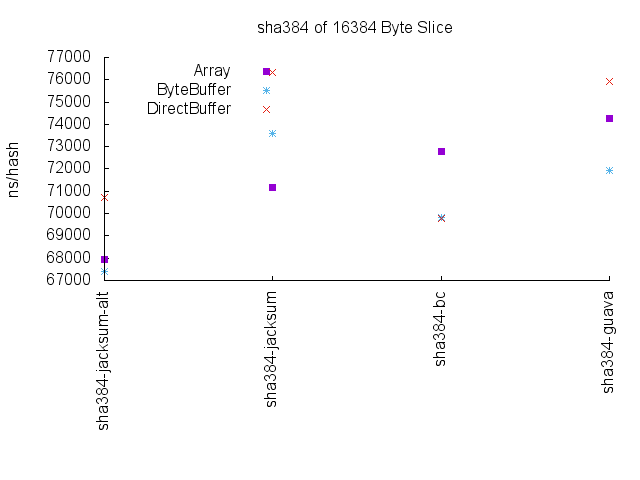 sha384 of 16384 Byte Slice
77000
76000
75000
74000
73000
72000
71000
70000
69000
68000
67000
ns/hash
Array
ByteBuffer
DirectBuffer
sha384-jacksum-alt
sha384-jacksum
sha384-bc
sha384-guava